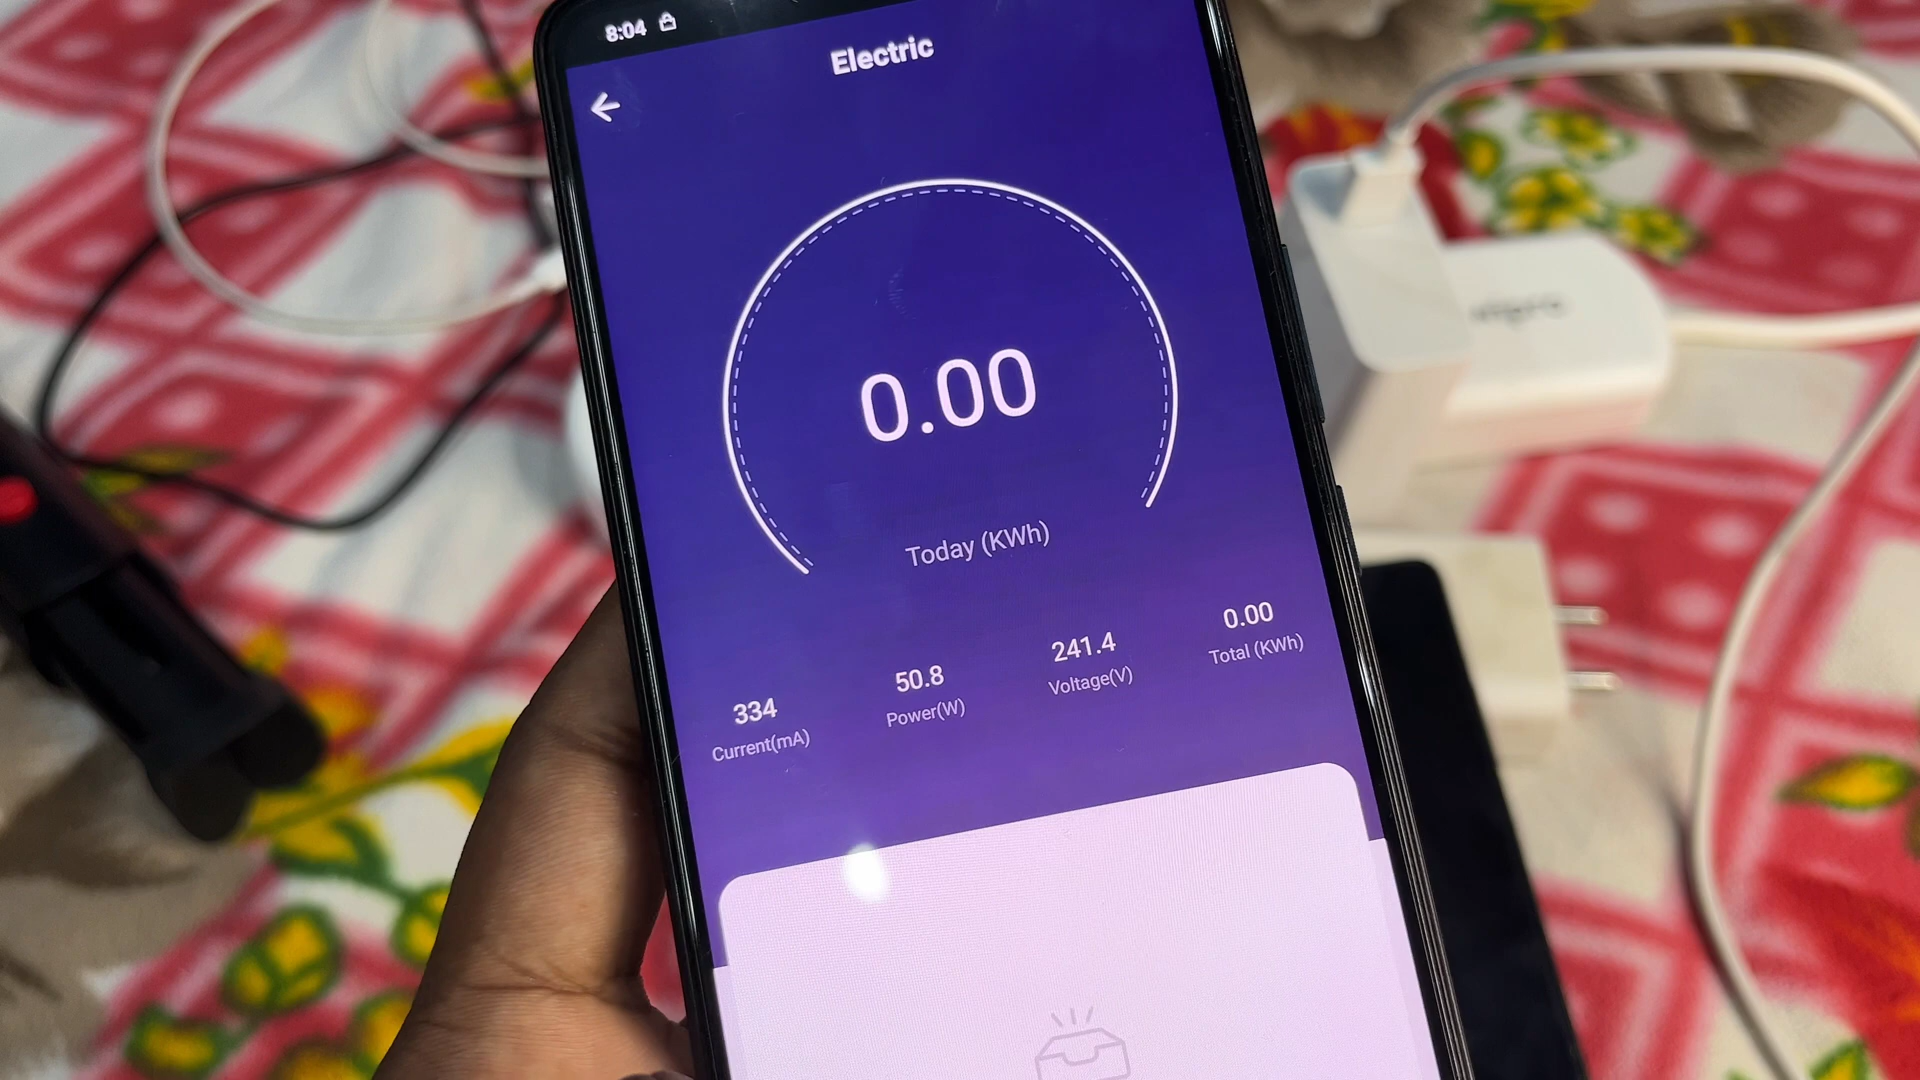 8:04
Electric
0.00
Today (KWh)
334
Current(mA)
50.8
Power(W)
241.4
Voltage(V)
0.00
Total (KWh)
wipro